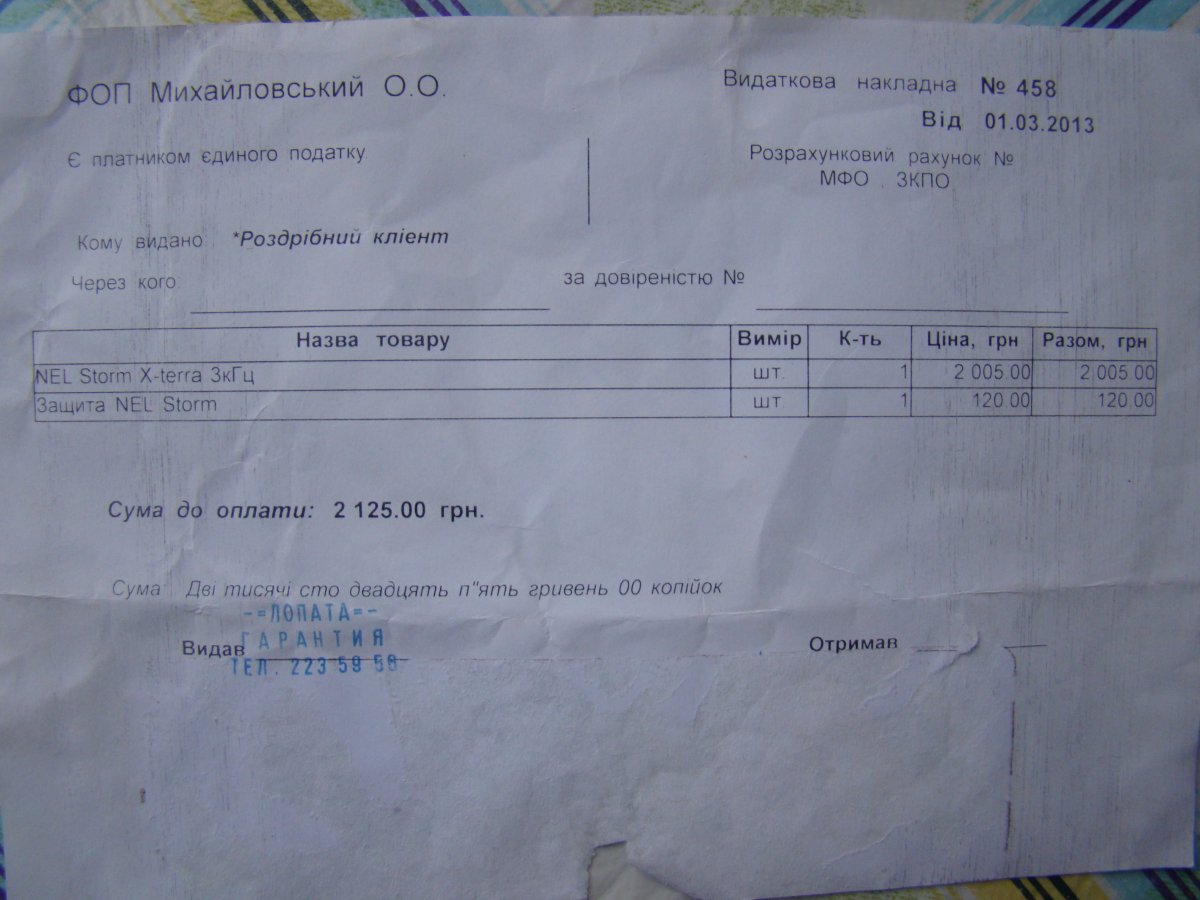 ФОП Михайловський О.О.
Видаткова накладна № 458
Від 01.03.2013
Є платником єдиного податку
Розрахунковий рахунок №
МФО , ЗКПО
Кому видано: *Роздрібний клієнт
Через кого:
за довіреністю №
Назва товару Вимір К-ть Ціна, грн Разом, грн
NEL Storm X-terra 3кГц шт. 1 2 005.00 2 005.00
Защита NEL Storm шт 1 120.00 120.00
Сума до оплати: 2 125.00 грн.
Сума: Дві тисячі сто двадцять п"ять гривень 00 копійок
-=ЛОПАТА=-
Видав ГАРАНТИЯ
Отримав
ТЕЛ. 223 59 58